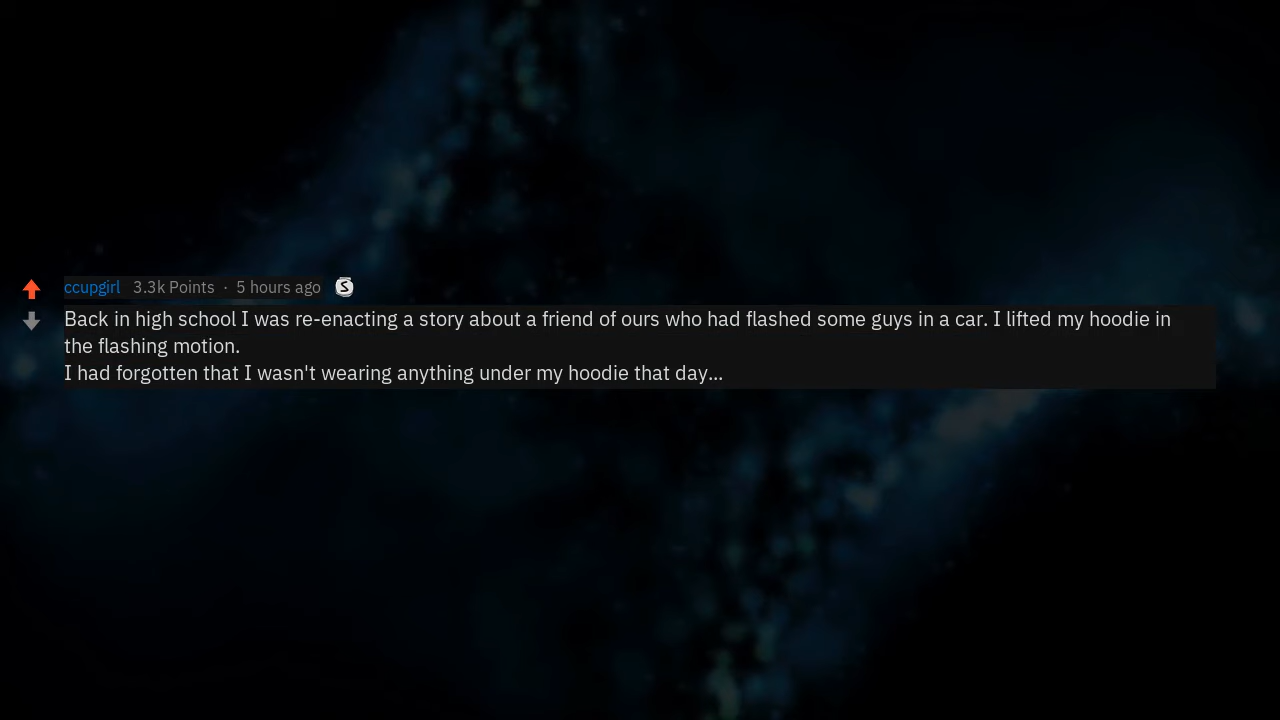 ccupgirl 3.3k Points · 5 hours ago
Back in high school I was re-enacting a story about a friend of ours who had flashed some guys in a car. I lifted my hoodie in
the flashing motion.
I had forgotten that I wasn't wearing anything under my hoodie that day...